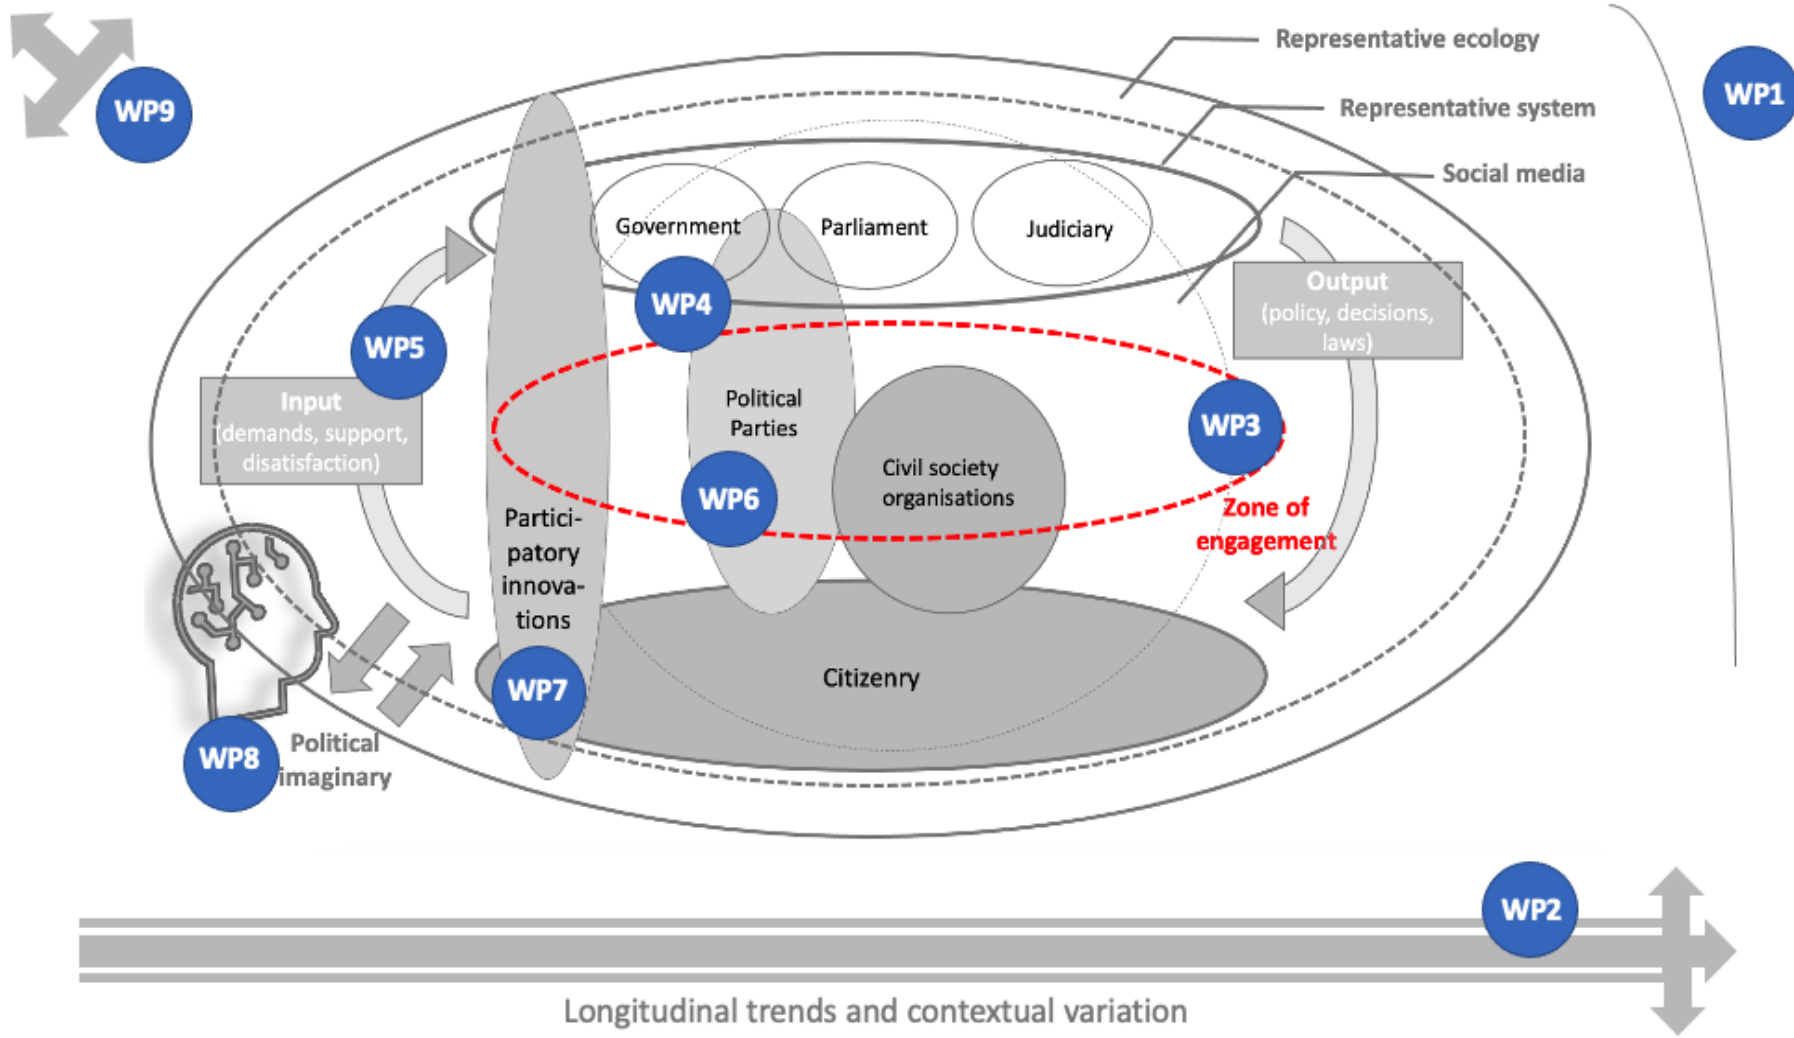 Representative ecology
WP1
WP9
Representative system
Social media
Government
Parliament
Judiciary
WP4
Output
(policy, decisions,
laws)
WP5
Input
(demands, support,
disatisfaction)
Political
Parties
WP3
WP6
Civil society
organisations
Zone of
engagement
Partici-
patory
innova-
tions
WP7
Citizenry
WP8
Political
imaginary
WP2
Longitudinal trends and contextual variation